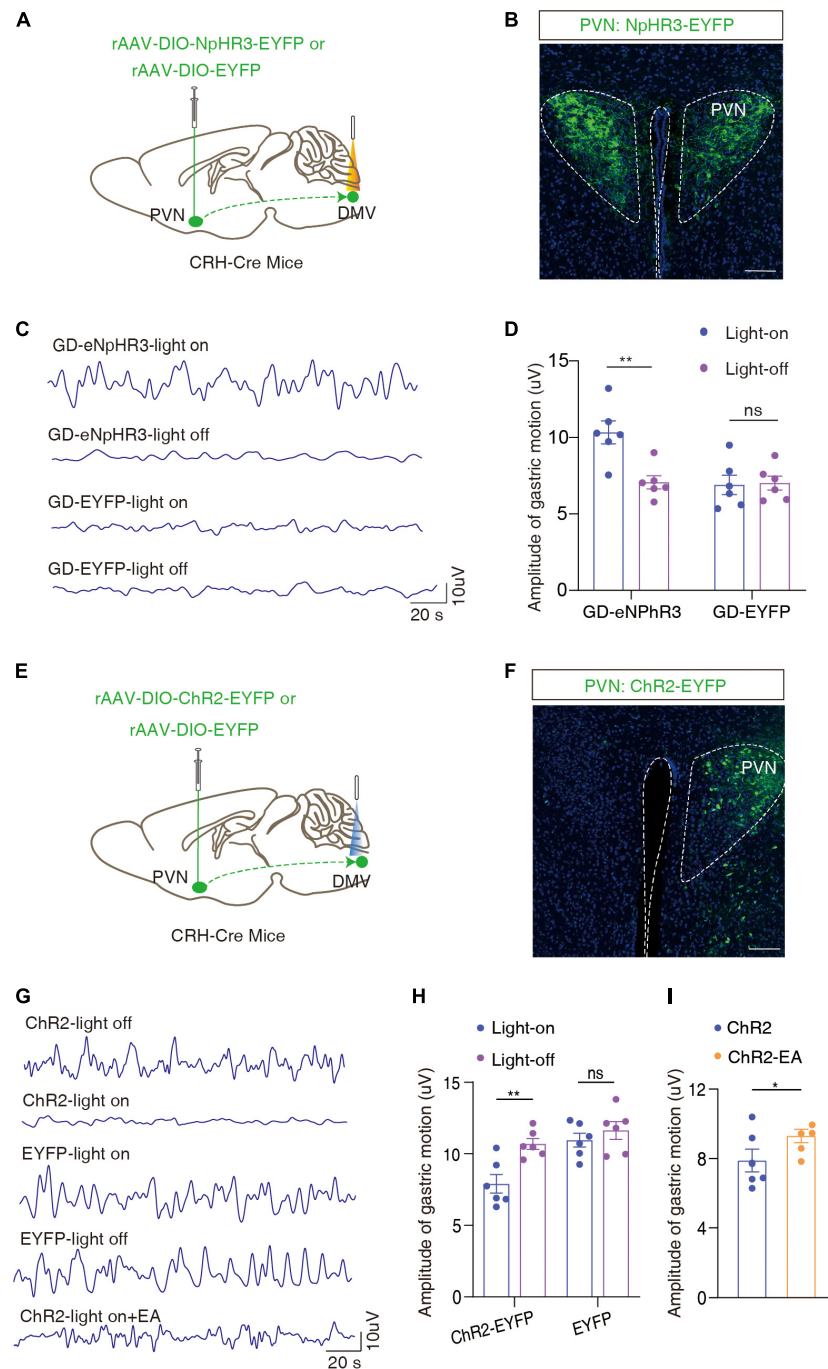 A
rAAV-DIO-NpHR3-EYFP or
rAAV-DIO-EYFP
PVN
DMV
CRH-Cre Mice
B
PVN: NpHR3-EYFP
PVN
C
GD-eNpHR3-light on
GD-eNpHR3-light off
GD-EYFP-light on
GD-EYFP-light off
20 s
10uV
D
Light-on
Light-off
Amplitude of gastric motion (uV)
15
10
5
0
**
ns
GD-eNPhR3
GD-EYFP
E
rAAV-DIO-ChR2-EYFP or
rAAV-DIO-EYFP
PVN
DMV
CRH-Cre Mice
F
PVN: ChR2-EYFP
PVN
G
ChR2-light off
ChR2-light on
EYFP-light on
EYFP-light off
ChR2-light on+EA
20 s
10uV
H
Light-on
Light-off
Amplitude of gastric motion (uV)
15
10
5
0
**
ns
ChR2-EYFP
EYFP
I
ChR2
ChR2-EA
Amplitude of gastric motion (uV)
12
8
4
0
*